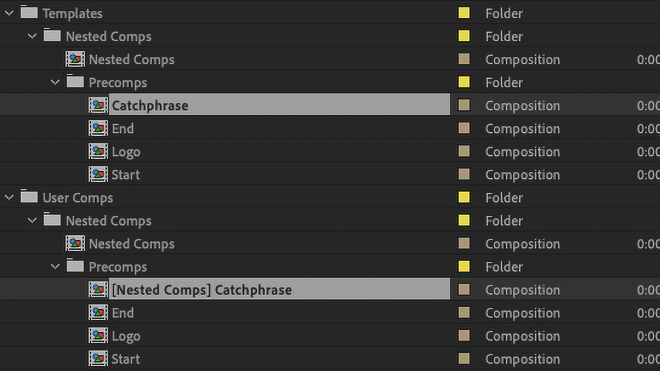 Templates Folder
Nested Comps Folder
Nested Comps Composition 0:00
Precomps Folder
Catchphrase Composition 0:00
End Composition 0:00
Logo Composition 0:00
Start Composition 0:00
User Comps Folder
Nested Comps Folder
Nested Comps Composition 0:00
Precomps Folder
[Nested Comps] Catchphrase Composition 0:00
End Composition 0:00
Logo Composition 0:00
Start Composition 0:00